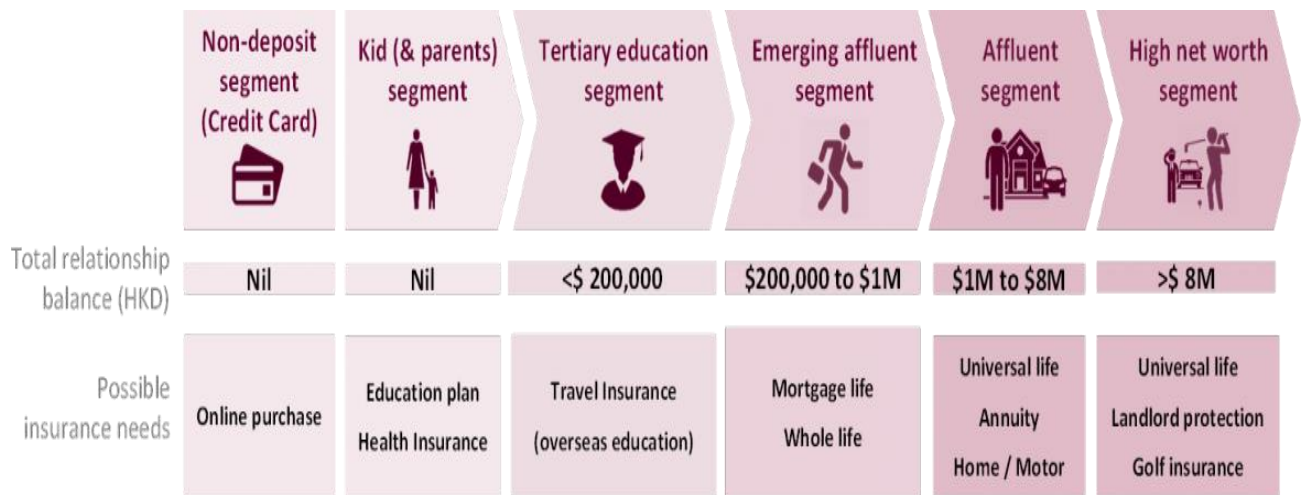 Non-deposit
segment
(Credit Card)
Kid (& parents)
segment
Tertiary education
segment
Emerging affluent
segment
Affluent
segment
High net worth
segment
Total relationship
balance (HKD)
Nil
Nil
<$ 200,000
$200,000 to $1M
$1M to $8M
>$ 8M
Possible
insurance needs
Online purchase
Education plan
Health Insurance
Travel Insurance
(overseas education)
Mortgage life
Whole life
Universal life
Annuity
Home / Motor
Universal life
Landlord protection
Golf insurance